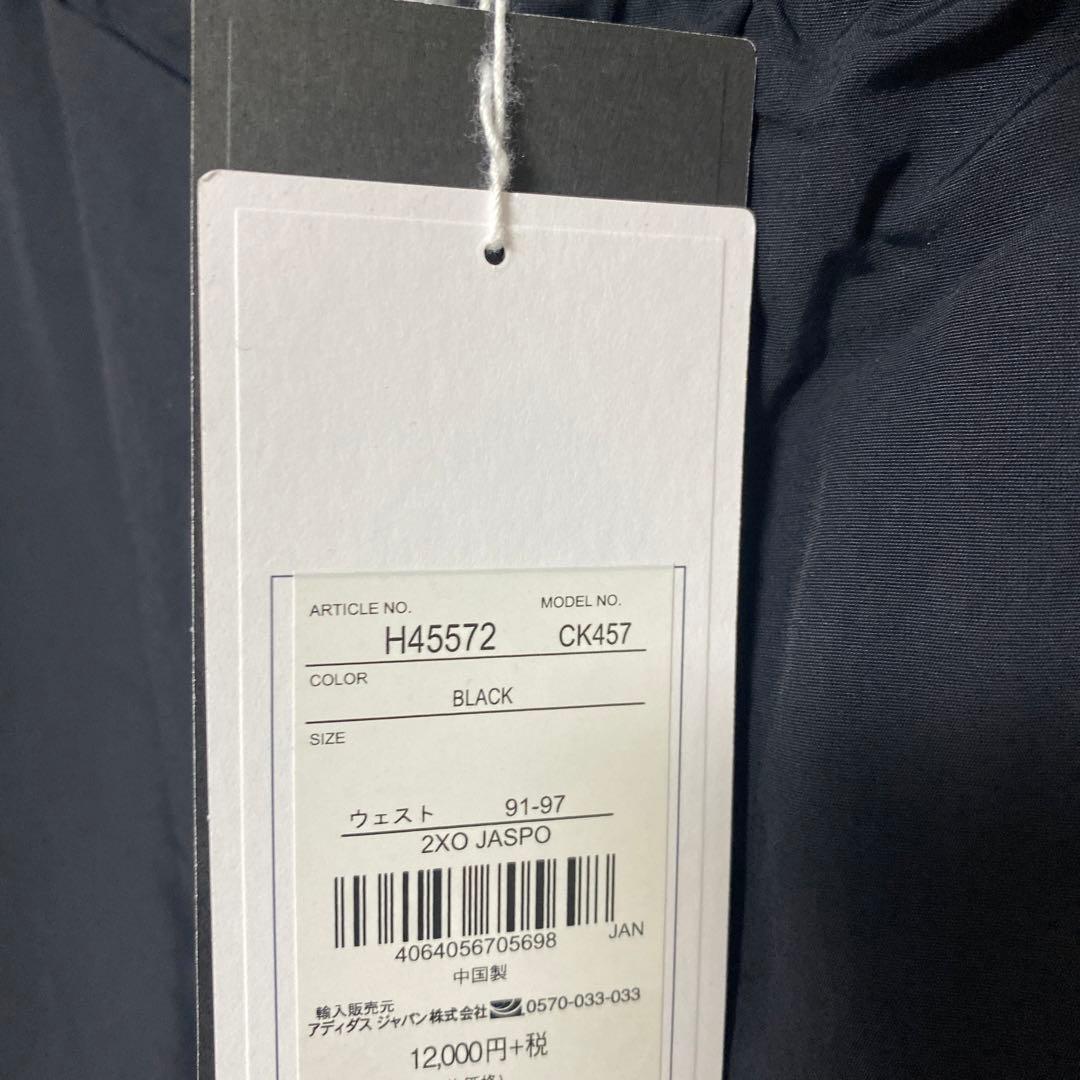 ARTICLE NO. MODEL NO.
H45572 CK457
COLOR
BLACK
SIZE
ウェスト 91-97
2XO JASPO
4064056705698 JAN
中国製
輸入販売元
アディダス ジャパン株式会社 0570-033-033
12,000円+税